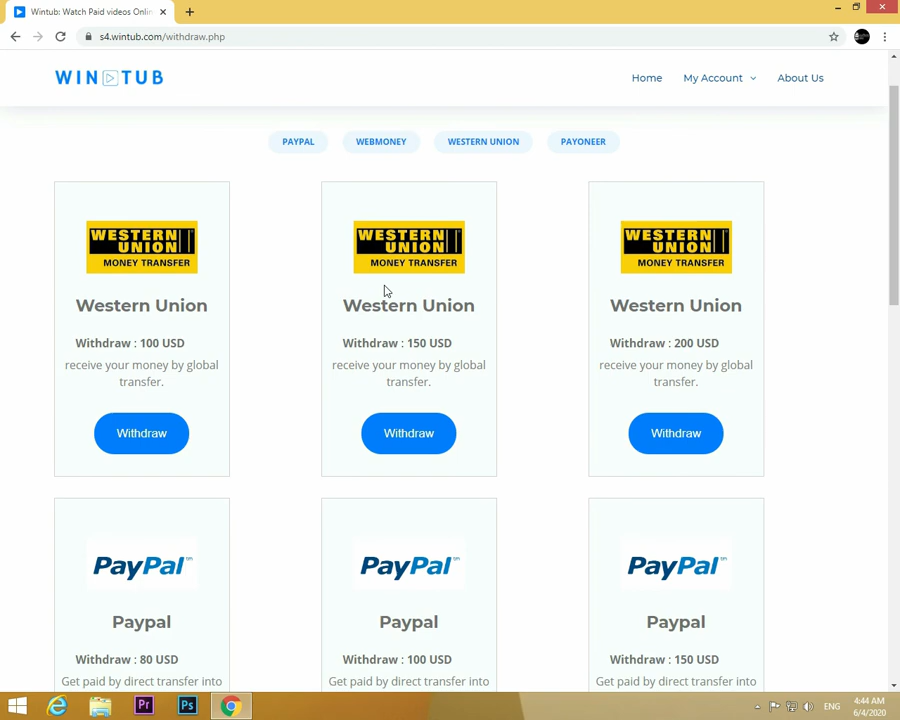 Wintub: Watch Paid videos Onlin
s4.wintub.com/withdraw.php
WIN TUB
Home My Account About Us
PAYPAL WEBMONEY WESTERN UNION PAYONEER
WESTERN UNION MONEY TRANSFER
Western Union
Withdraw : 100 USD
receive your money by global
transfer.
Withdraw
WESTERN UNION MONEY TRANSFER
Western Union
Withdraw : 150 USD
receive your money by global
transfer.
Withdraw
WESTERN UNION MONEY TRANSFER
Western Union
Withdraw : 200 USD
receive your money by global
transfer.
Withdraw
PayPal
Paypal
Withdraw : 80 USD
Get paid by direct transfer into
PayPal
Paypal
Withdraw : 100 USD
Get paid by direct transfer into
PayPal
Paypal
Withdraw : 150 USD
Get paid by direct transfer into
Pr Ps
ENG
4:44 AM
6/4/2020